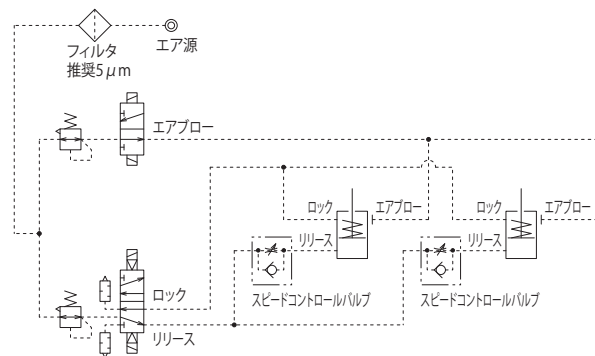 エア源
フィルタ
推奨5μm
エアブロー
ロック
エアブロー
ロック
エアブロー
リリース
リリース
スピードコントロールバルブ
スピードコントロールバルブ
ロック
リリース